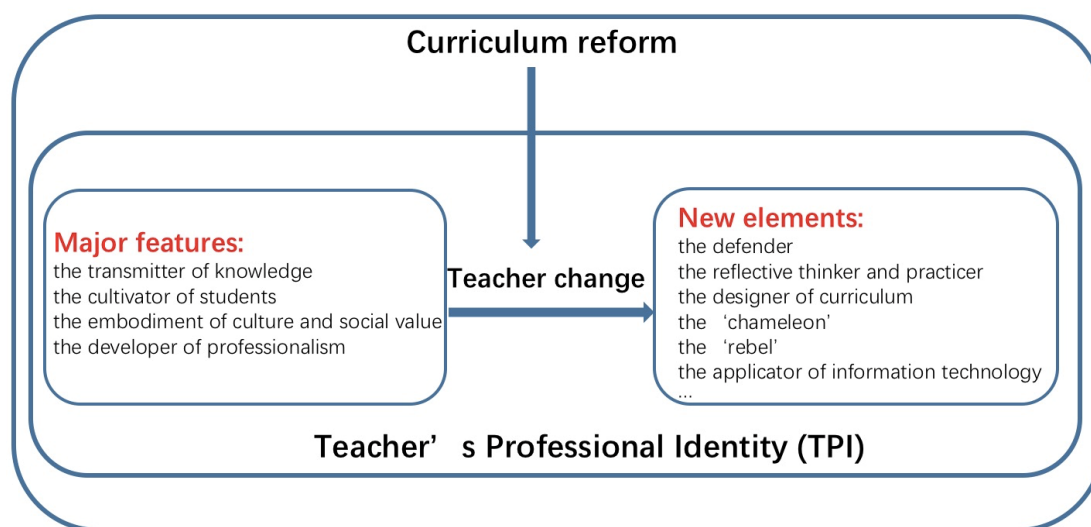 Curriculum reform
Major features:
the transmitter of knowledge
the cultivator of students
the embodiment of culture and social value
the developer of professionalism
Teacher change
New elements:
the defender
the reflective thinker and practicer
the designer of curriculum
the ‘chameleon’
the ‘rebel’
the applicator of information technology
...
Teacher’ s Professional Identity (TPI)